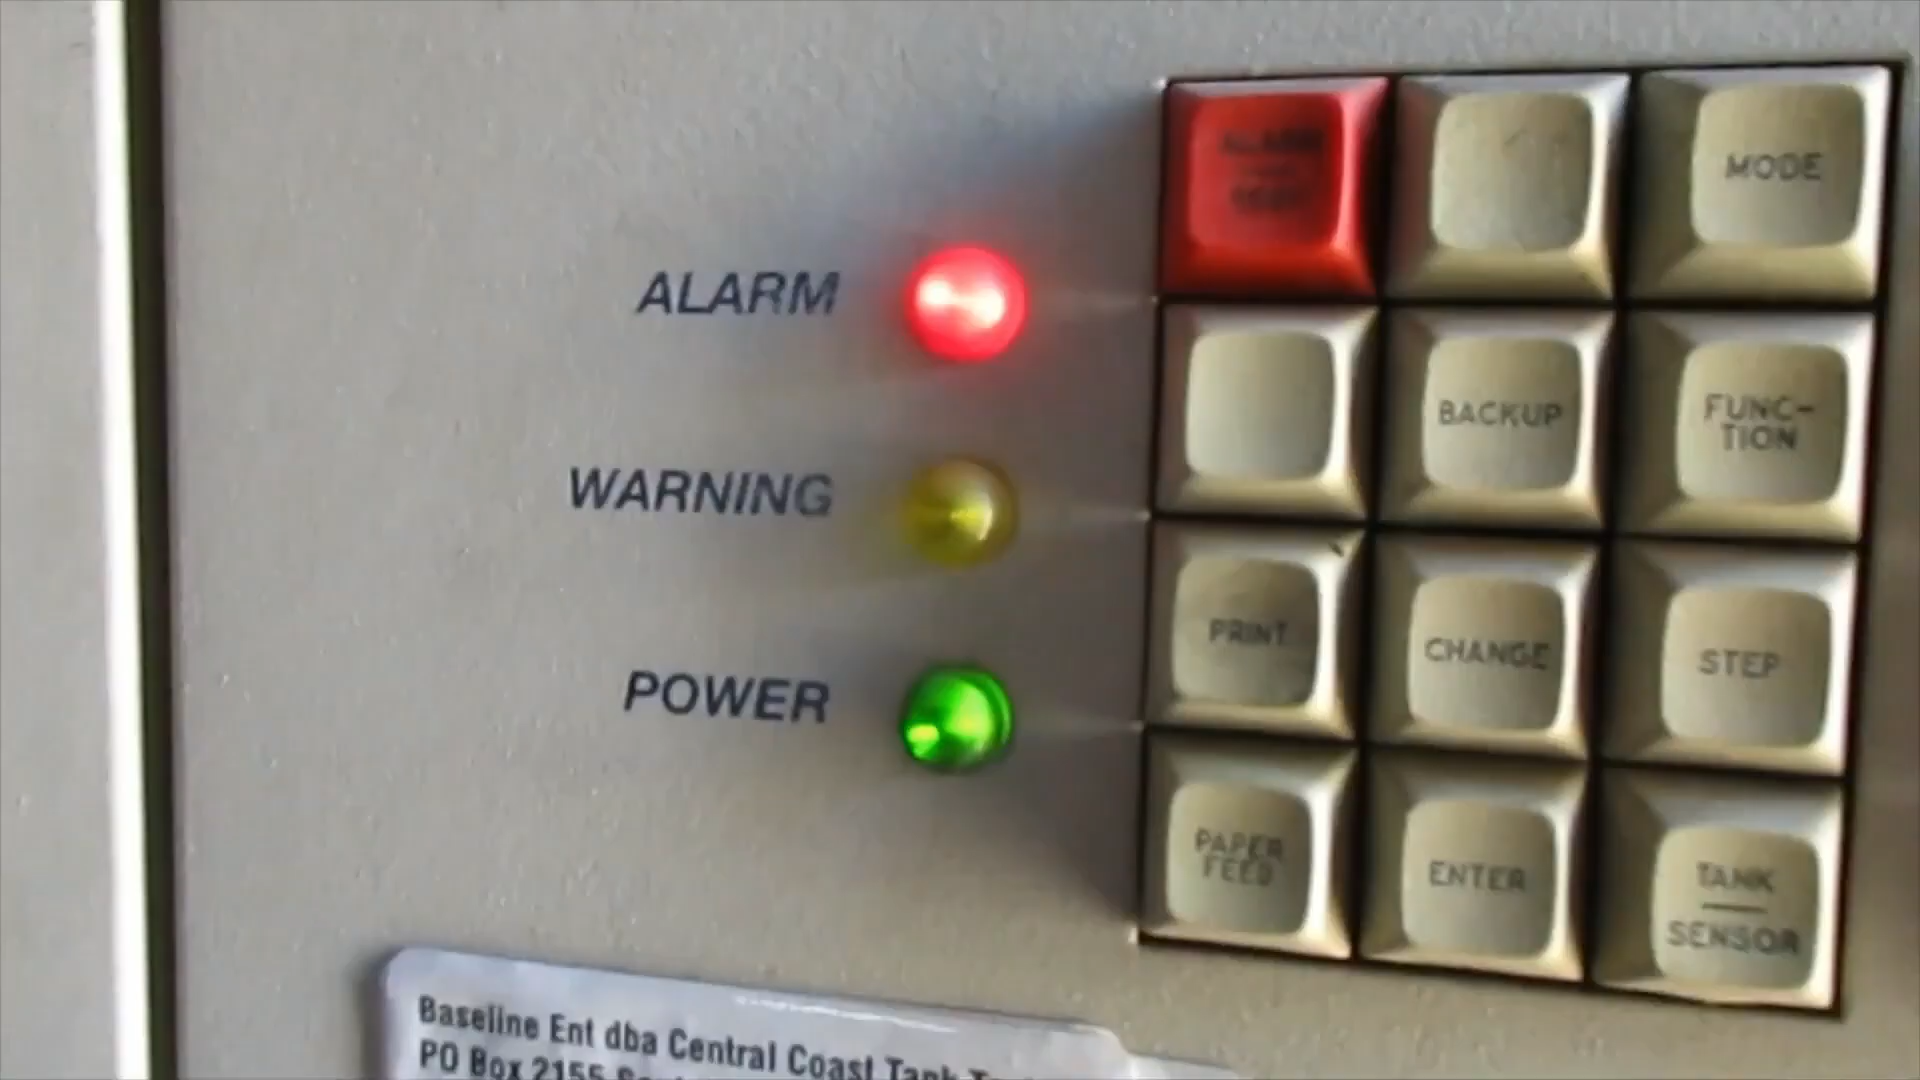 ALARM
MODE
ALARM
BACKUP
FUNC-
TION
WARNING
PRINT
CHANGE
STEP
POWER
PAPER
FEED
ENTER
TANK
SENSOR
Baseline Ent dba Central Coast Tank
PO Box 2155